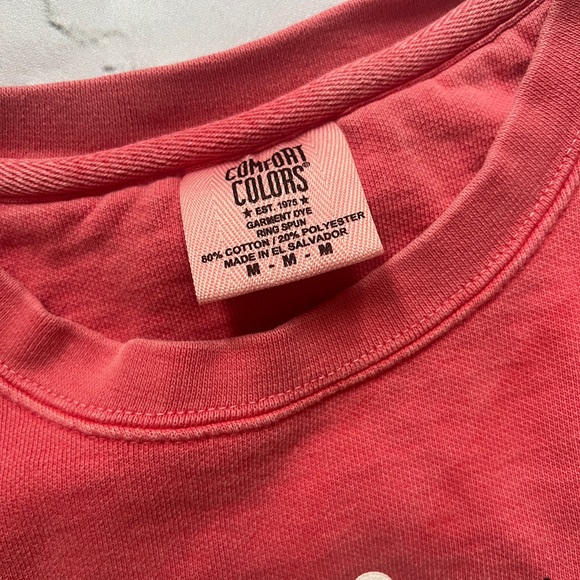 COMFORT
COLORS®
★ EST. 1975 ★
GARMENT DYE
RING SPUN
80% COTTON / 20% POLYESTER
MADE IN EL SALVADOR
M - M - M